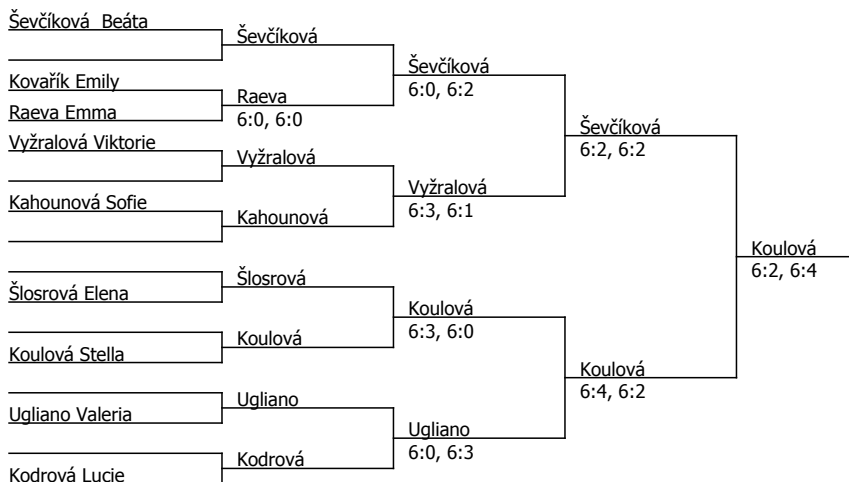 Ševčíková  Beáta
Kovařík Emily
Raeva Emma
Vyžralová Viktorie
Kahounová Sofie
Šlosrová Elena
Koulová Stella
Ugliano Valeria
Kodrová Lucie
Ševčíková
Raeva
6:0, 6:0
Vyžralová
Kahounová
Šlosrová
Koulová
Ugliano
Kodrová
Ševčíková
6:0, 6:2
Vyžralová
6:3, 6:1
Koulová
6:3, 6:0
Ugliano
6:0, 6:3
Ševčíková
6:2, 6:2
Koulová
6:4, 6:2
Koulová
6:2, 6:4